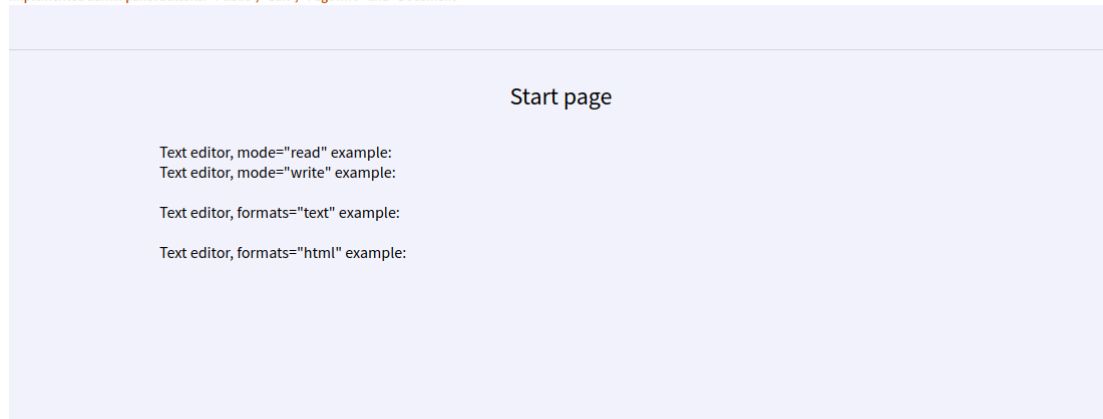 Start page
Text editor, mode="read" example:
Text editor, mode="write" example:
Text editor, formats="text" example:
Text editor, formats="html" example: